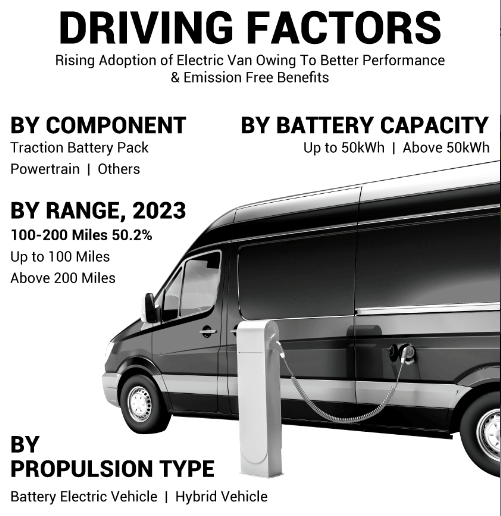 DRIVING FACTORS
Rising Adoption of Electric Van Owing To Better Performance
& Emission Free Benefits
BY COMPONENT
Traction Battery Pack
Powertrain | Others
BY BATTERY CAPACITY
Up to 50kWh | Above 50kWh
BY RANGE, 2023
100-200 Miles 50.2%
Up to 100 Miles
Above 200 Miles
BY
PROPULSION TYPE
Battery Electric Vehicle | Hybrid Vehicle